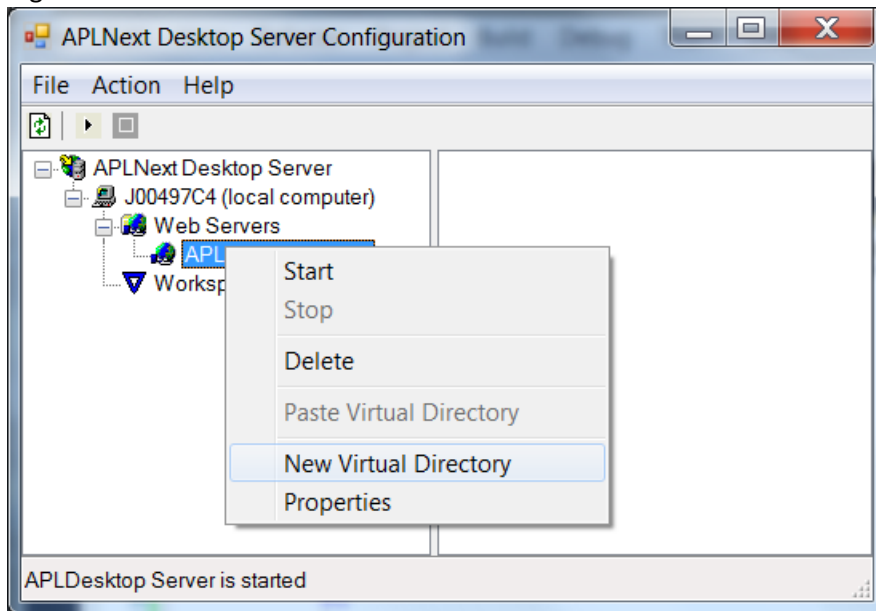 APLNext Desktop Server Configuration
File Action Help
APLNext Desktop Server
J00497C4 (local computer)
Web Servers
APL
Worksp
Start
Stop
Delete
Paste Virtual Directory
New Virtual Directory
Properties
APLDesktop Server is started